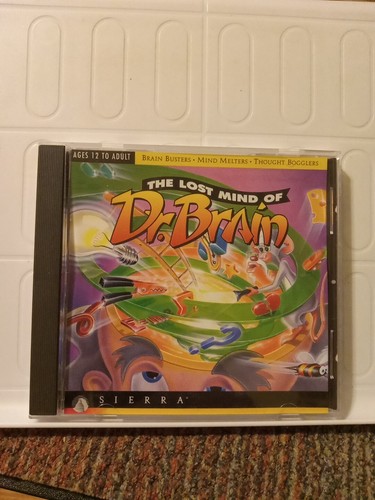 AGES 12 TO ADULT
BRAIN BUSTERS • MIND MELTERS • THOUGHT BOGGLERS
THE LOST MIND OF
Dr. Brain
SIERRA